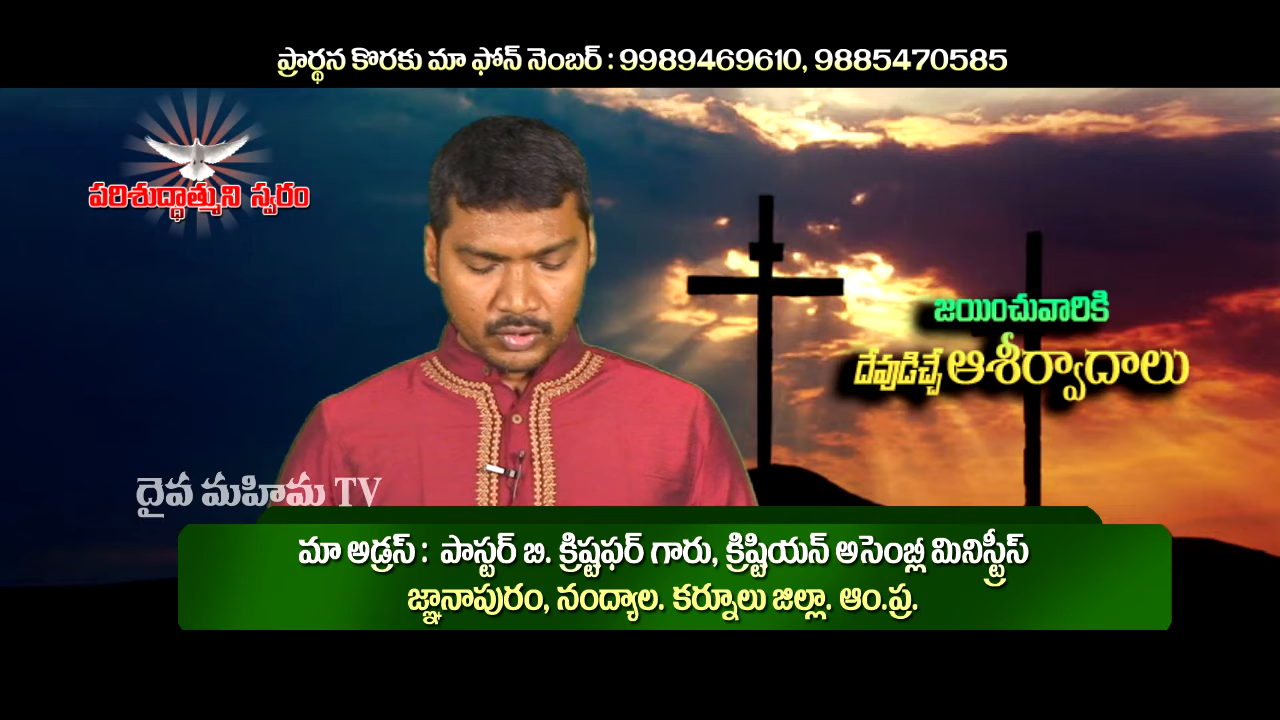 ప్రార్థన కొరకు మా ఫోన్ నెంబర్ : 9989469610, 9885470585
పరిశుద్ధాత్ముని స్వరం
జయించువారికి
దేవుడిచ్చే ఆశీర్వాదాలు
దైవ మహిమ TV
మా అడ్రస్ : పాస్టర్ బి. క్రిష్టఫర్ గారు, క్రిష్టియన్ అసెంబ్లీ మినిస్ట్రీస్
జ్ఞానాపురం, నంద్యాల. కర్నూలు జిల్లా. ఆం.ప్ర.